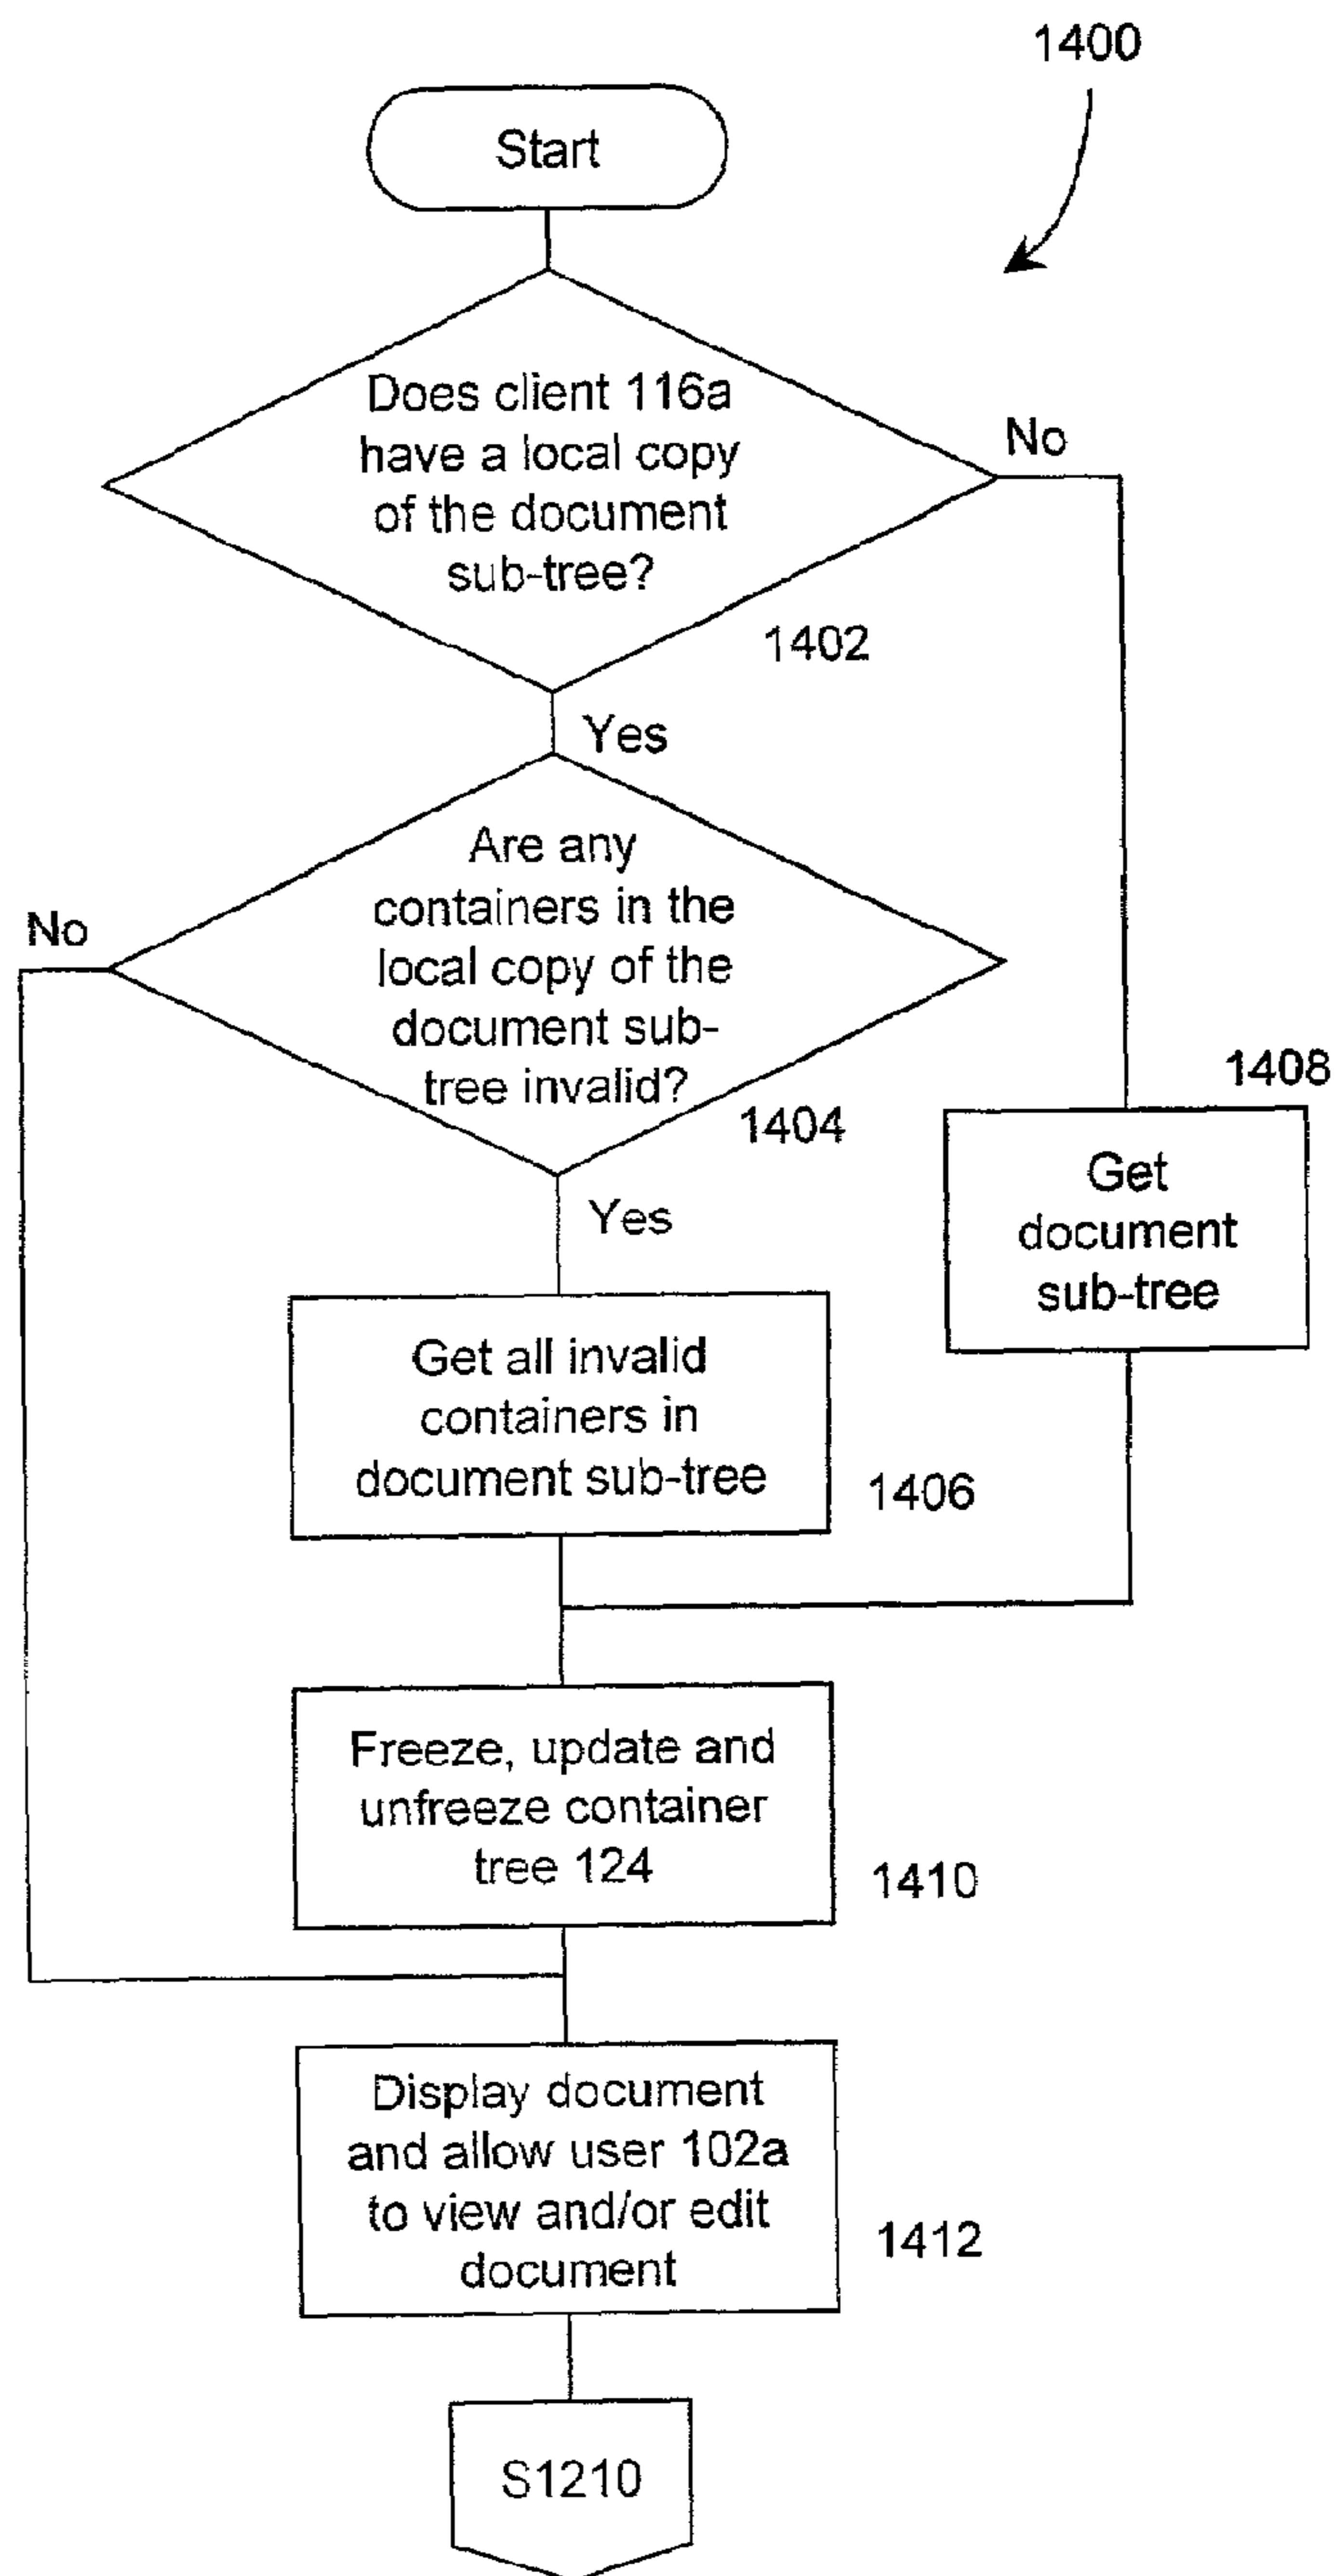 1400
Start
Does client 116a
have a local copy
of the document
sub-tree?
No
1402
Yes
Are any
containers in the
local copy of the
document sub-
tree invalid?
No
1404
Yes
1408
Get
document
sub-tree
Get all invalid
containers in
document sub-tree
1406
Freeze, update and
unfreeze container
tree 124
1410
Display document
and allow user 102a
to view and/or edit
document
1412
S1210